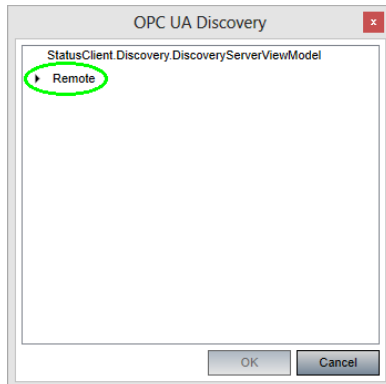 OPC UA Discovery
x
StatusClient.Discovery.DiscoveryServerViewModel
Remote
OK
Cancel